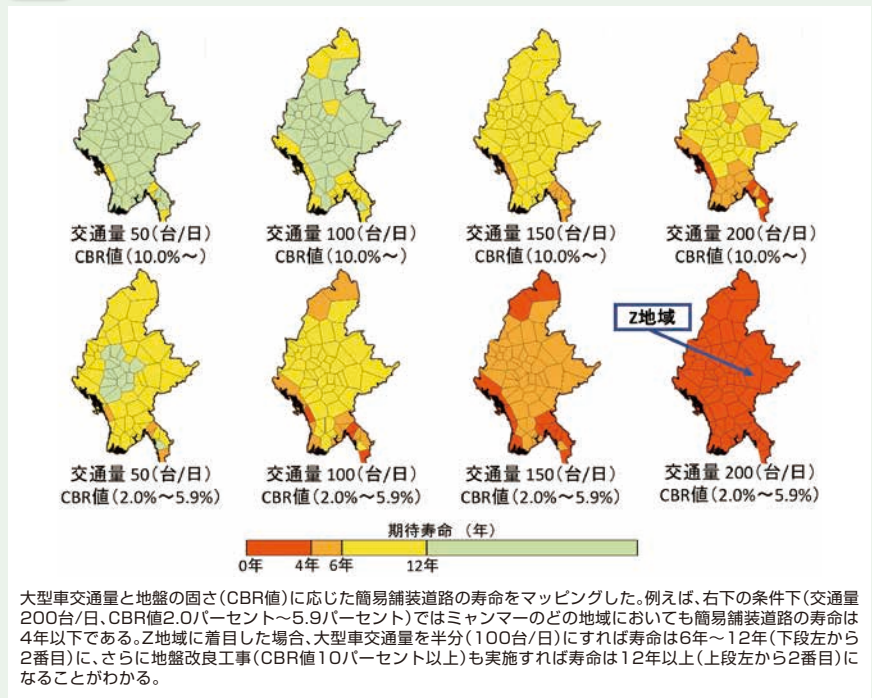 交通量 50(台/日)
CBR値(10.0%〜)
交通量 100(台/日)
CBR値(10.0%〜)
交通量 150(台/日)
CBR値(10.0%〜)
交通量 200(台/日)
CBR値(10.0%〜)
Z地域
交通量 50(台/日)
CBR値(2.0%〜5.9%)
交通量 100(台/日)
CBR値(2.0%〜5.9%)
交通量 150(台/日)
CBR値(2.0%〜5.9%)
交通量 200(台/日)
CBR値(2.0%〜5.9%)
期待寿命 (年)
0年 4年 6年 12年
大型車交通量と地盤の固さ(CBR値)に応じた簡易舗装道路の寿命をマッピングした。例えば、右下の条件下(交通量
200台/日、CBR値2.0パーセント〜5.9パーセント)ではミャンマーのどの地域においても簡易舗装道路の寿命は
4年以下である。Z地域に着目した場合、大型車交通量を半分(100台/日)にすれば寿命は6年〜12年(下段左から
2番目)に、さらに地盤改良工事(CBR値10パーセント以上)も実施すれば寿命は12年以上(上段左から2番目)に
なることがわかる。